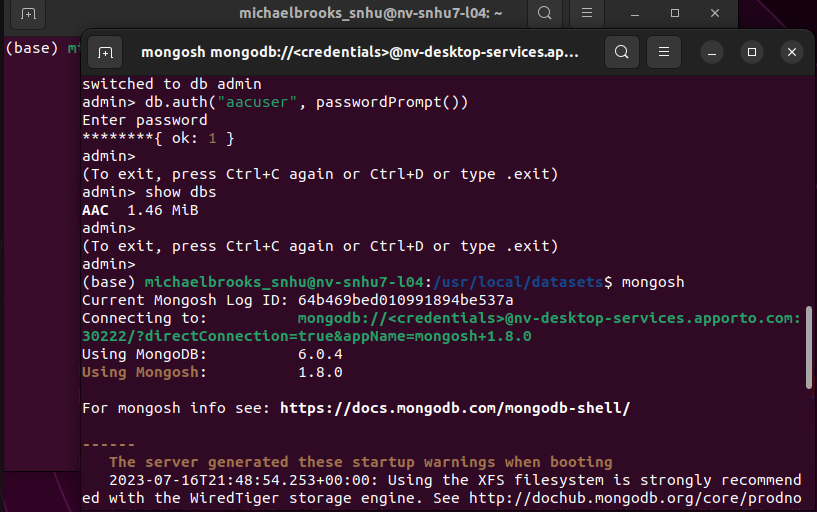 michaelbrooks_snhu@nv-snhu7-l04: ~
(base) mi
mongosh mongodb://<credentials>@nv-desktop-services.ap...
switched to db admin
admin> db.auth("aacuser", passwordPrompt())
Enter password
********{ ok: 1 }
admin>
(To exit, press Ctrl+C again or Ctrl+D or type .exit)
admin> show dbs
AAC  1.46 MiB
admin>
(To exit, press Ctrl+C again or Ctrl+D or type .exit)
admin>
(base) michaelbrooks_snhu@nv-snhu7-l04:/usr/local/datasets$ mongosh
Current Mongosh Log ID: 64b469bed010991894be537a
Connecting to:          mongodb://<credentials>@nv-desktop-services.apporto.com:
30222/?directConnection=true&appName=mongosh+1.8.0
Using MongoDB:          6.0.4
Using Mongosh:          1.8.0
For mongosh info see: https://docs.mongodb.com/mongodb-shell/
------
The server generated these startup warnings when booting
2023-07-16T21:48:54.253+00:00: Using the XFS filesystem is strongly recommend
ed with the WiredTiger storage engine. See http://dochub.mongodb.org/core/prodno